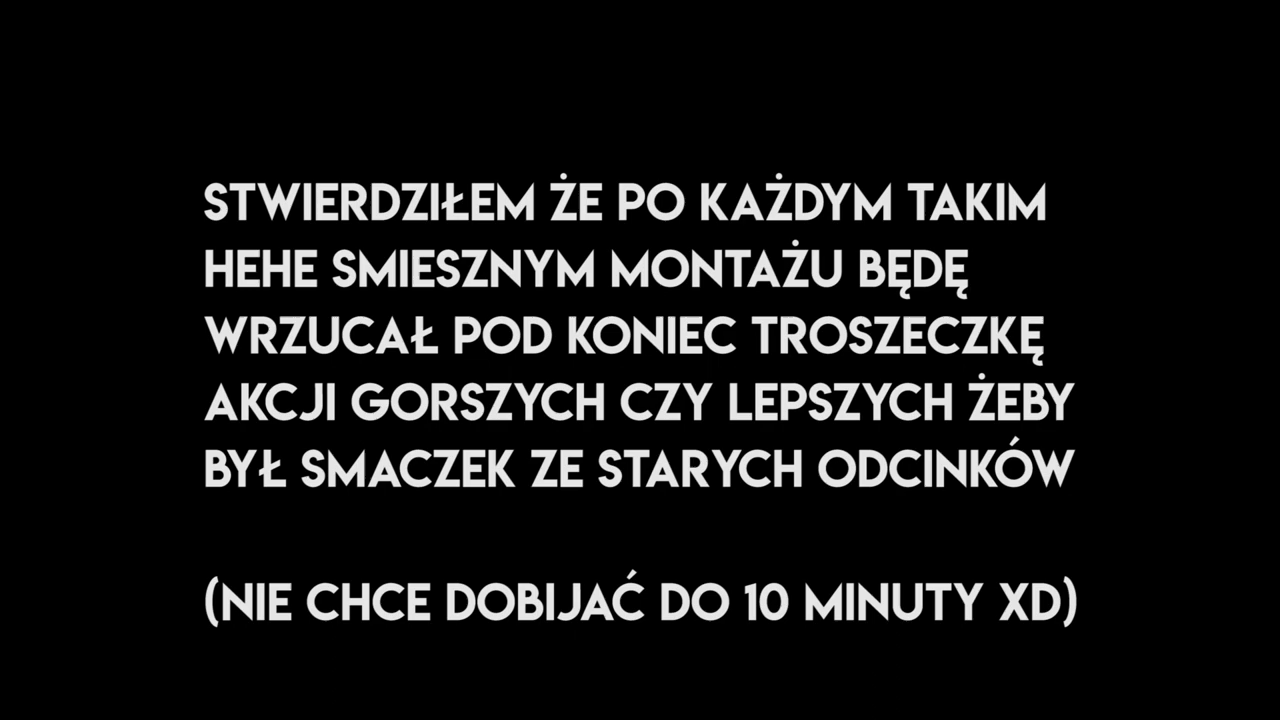 STWIERDZIŁEM ŻE PO KAŻDYM TAKIM
HEHE SMIESZNYM MONTAŻU BĘDĘ
WRZUCAŁ POD KONIEC TROSZECZKĘ
AKCJI GORSZYCH CZY LEPSZYCH ŻEBY
BYŁ SMACZEK ZE STARYCH ODCINKÓW
(NIE CHCE DOBIJAĆ DO 10 MINUTY XD)